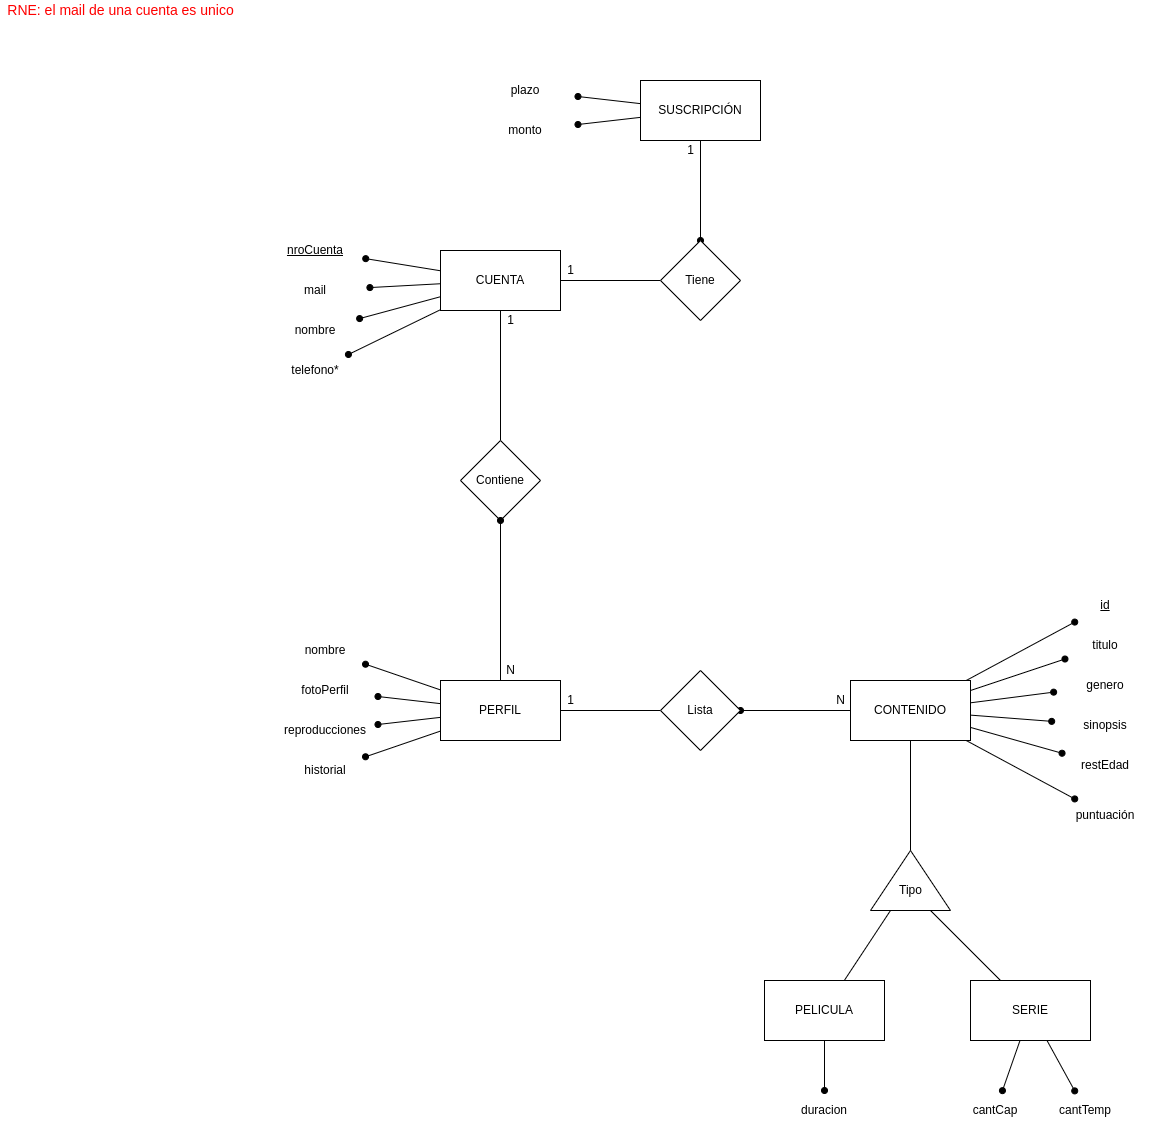 RNE: el mail de una cuenta es unico
plazo
monto
SUSCRIPCIÓN
1
nroCuenta
mail
nombre
telefono*
CUENTA
1
Tiene
1
Contiene
N
nombre
fotoPerfil
reproducciones
historial
PERFIL
1
Lista
N
CONTENIDO
id
titulo
genero
sinopsis
restEdad
puntuación
Tipo
PELICULA
SERIE
duracion
cantCap
cantTemp